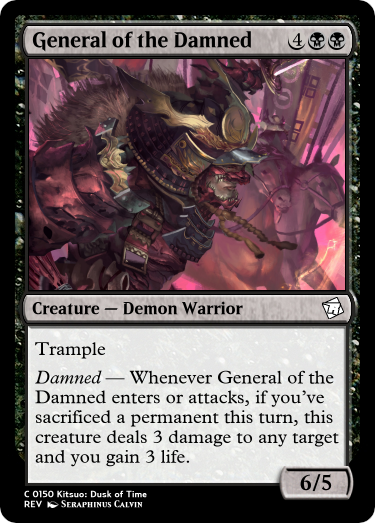 General of the Damned 4
Creature — Demon Warrior
Trample
Damned — Whenever General of the
Damned enters or attacks, if you've
sacrificed a permanent this turn, this
creature deals 3 damage to any target
and you gain 3 life.
6/5
C 0150 Kitsuo: Dusk of Time
REV Seraphinus Calvin